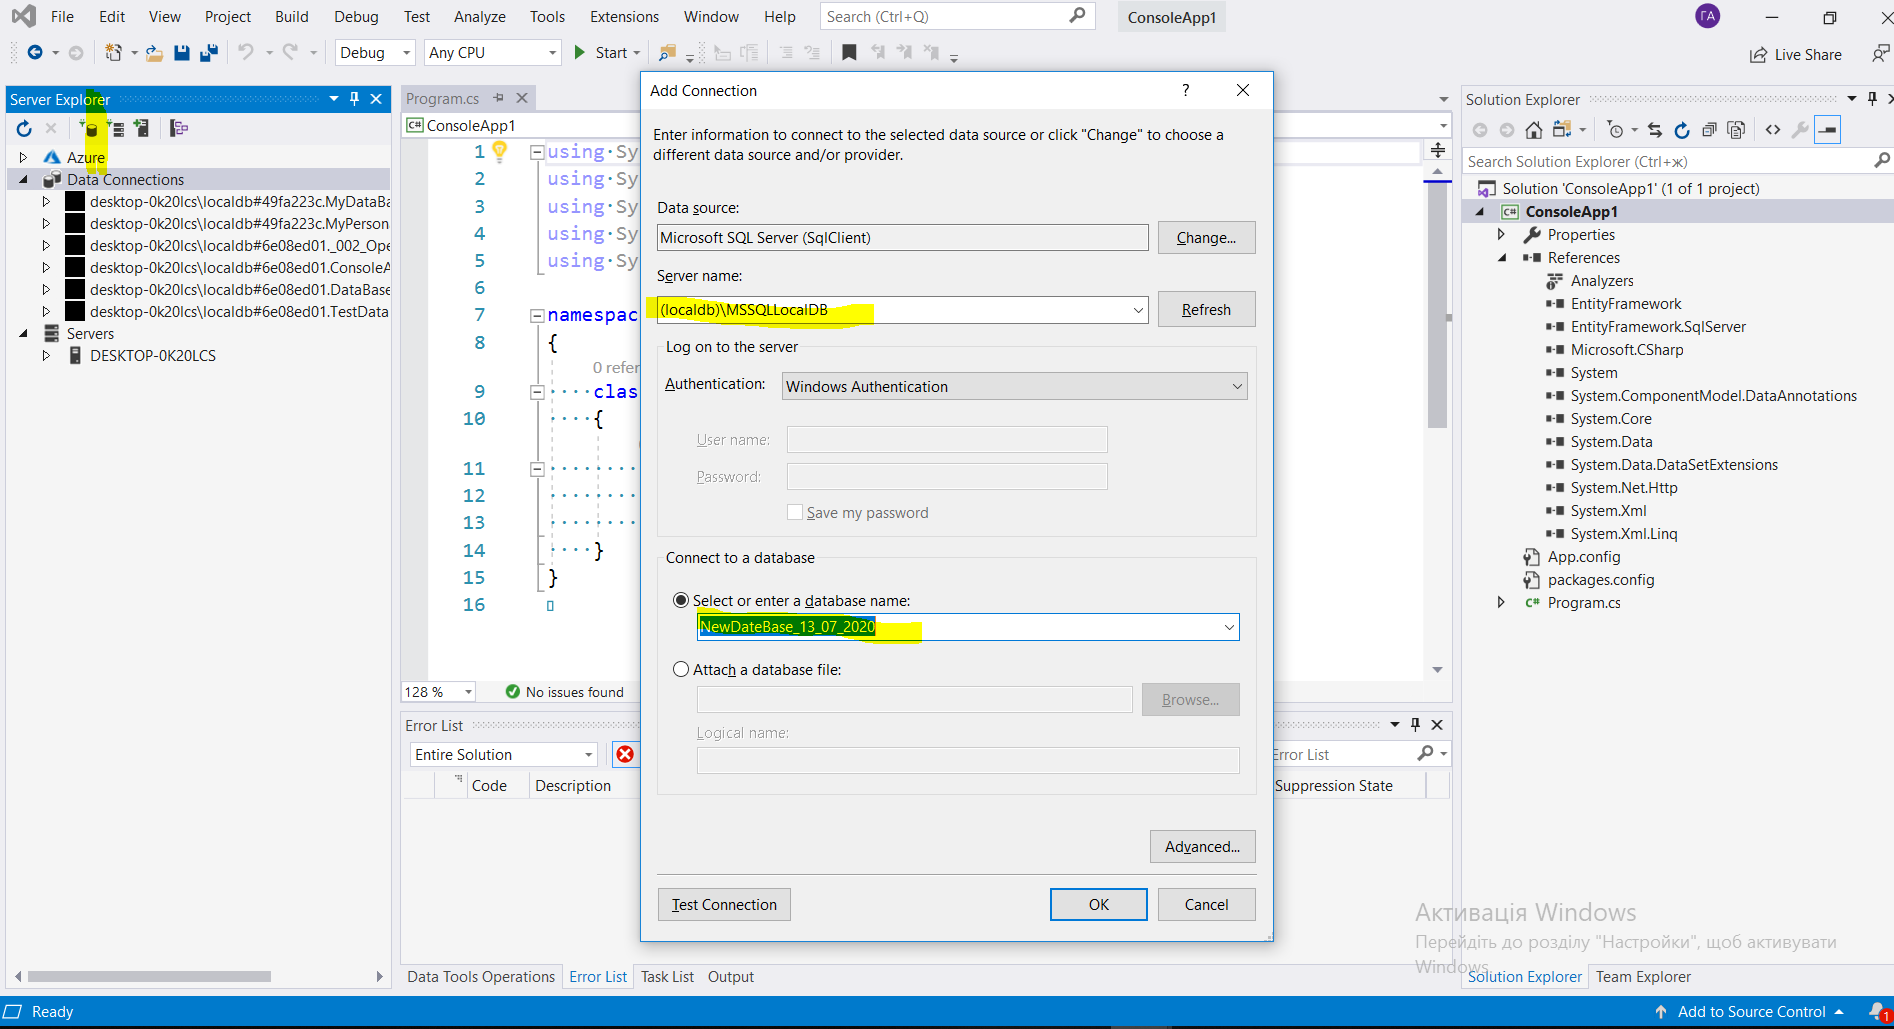 File Edit View Project Build Debug Test Analyze Tools Extensions Window Help Search (Ctrl+Q) ConsoleApp1 ГА
Debug Any CPU Start Live Share
Server Explorer
Azure
Data Connections
desktop-0k20lcs\localdb#49fa223c.MyDataBa
desktop-0k20lcs\localdb#49fa223c.MyPerson
desktop-0k20lcs\localdb#6e08ed01._002_Ope
desktop-0k20lcs\localdb#6e08ed01.ConsoleA
desktop-0k20lcs\localdb#6e08ed01.DataBase
desktop-0k20lcs\localdb#6e08ed01.TestData
Servers
DESKTOP-0K20LCS
Program.cs
C# ConsoleApp1
1 using·Sy
2 using·Sy
3 using·Sy
4 using·Sy
5 using·Sy
6
7 namespac
8 {
0 refer
9 ····clas
10 ····{
11 ········
12 ········
13 ········
14 ····}
15 }
16
128 % No issues found
Add Connection ?
Enter information to connect to the selected data source or click "Change" to choose a
different data source and/or provider.
Data source:
Microsoft SQL Server (SqlClient) Change...
Server name:
(localdb)\MSSQLLocalDB Refresh
Log on to the server
Authentication: Windows Authentication
User name:
Password:
Save my password
Connect to a database
Select or enter a database name:
NewDateBase_13_07_2020
Attach a database file:
Browse...
Logical name:
Advanced...
Test Connection OK Cancel
Error List
Entire Solution Error List
Code Description Suppression State
Data Tools Operations Error List Task List Output
Solution Explorer
Search Solution Explorer (Ctrl+ж)
Solution 'ConsoleApp1' (1 of 1 project)
C# ConsoleApp1
Properties
References
Analyzers
EntityFramework
EntityFramework.SqlServer
Microsoft.CSharp
System
System.ComponentModel.DataAnnotations
System.Core
System.Data
System.Data.DataSetExtensions
System.Net.Http
System.Xml
System.Xml.Linq
App.config
packages.config
C# Program.cs
Активація Windows
Перейдіть до розділу "Настройки", щоб активувати
Windows.
Solution Explorer Team Explorer
Ready Add to Source Control 1